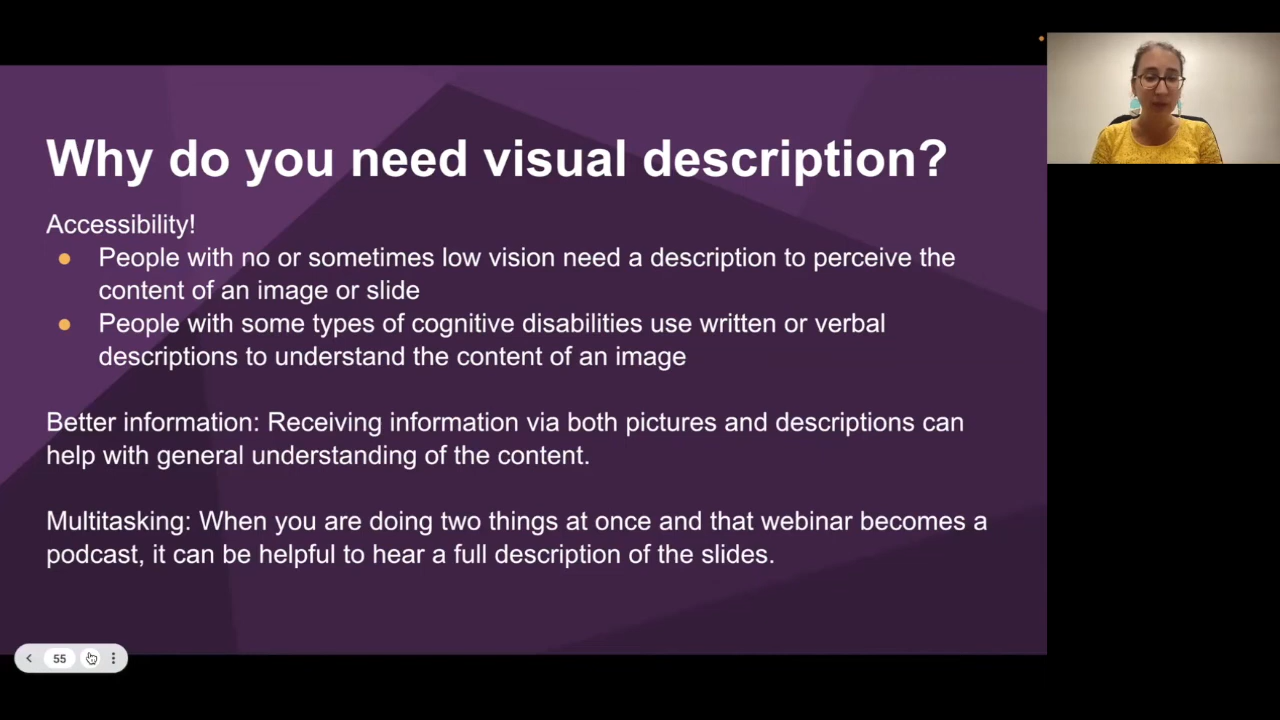 Why do you need visual description?
Accessibility!
● People with no or sometimes low vision need a description to perceive the
content of an image or slide
● People with some types of cognitive disabilities use written or verbal
descriptions to understand the content of an image
Better information: Receiving information via both pictures and descriptions can
help with general understanding of the content.
Multitasking: When you are doing two things at once and that webinar becomes a
podcast, it can be helpful to hear a full description of the slides.
55